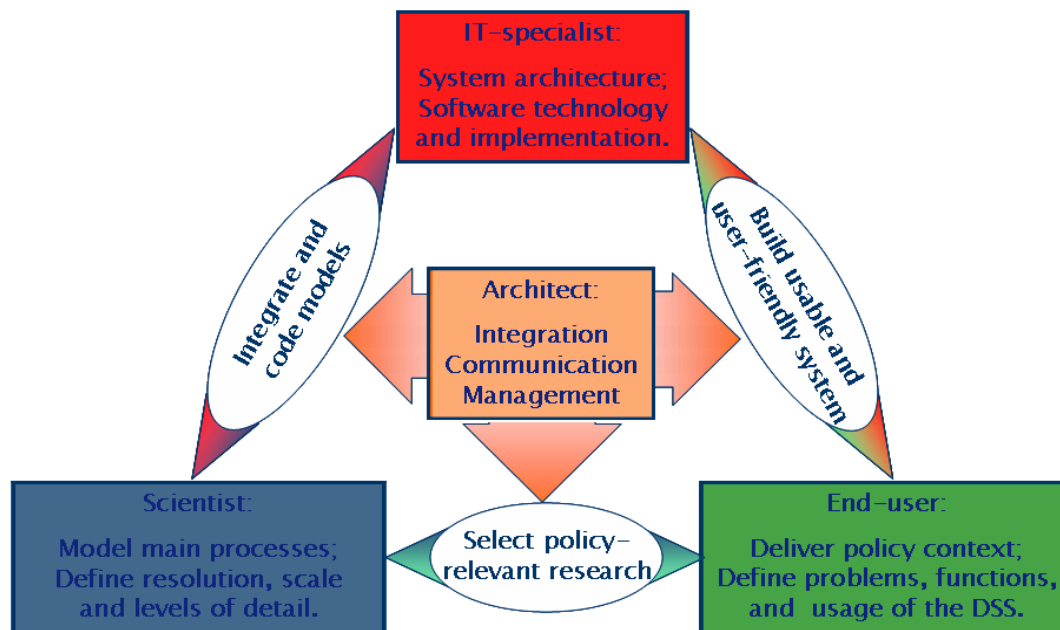 IT-specialist:
System architecture;
Software technology
and implementation.
Integrate and
code models
Build usable and
user-friendly system
Architect:
Integration
Communication
Management
Scientist:
Model main processes;
Define resolution, scale
and levels of detail.
Select policy-
relevant research
End-user:
Deliver policy context;
Define problems, functions,
and usage of the DSS.